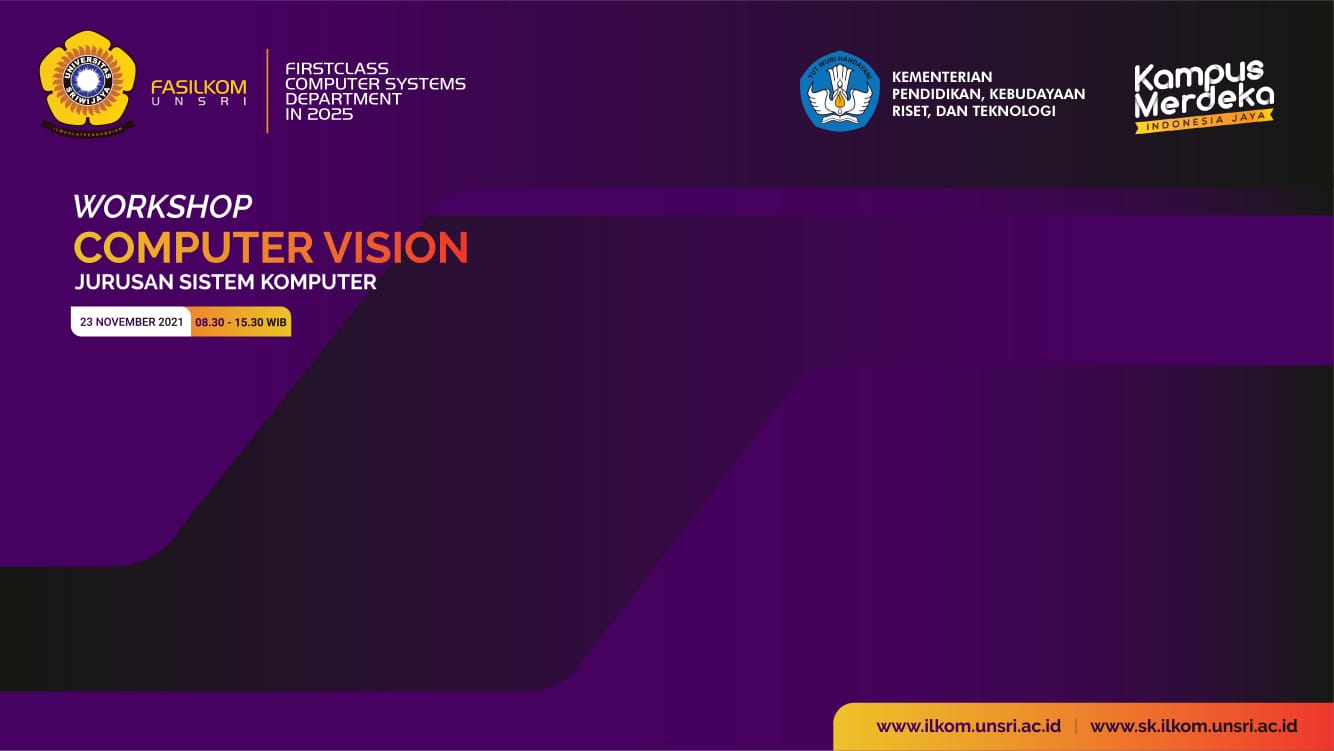 UNIVERSITAS
SRIWIJAYA
ILMU ALAT PENGABDIAN
FASILKOM
UNSRI
FIRSTCLASS
COMPUTER SYSTEMS
DEPARTMENT
IN 2025
TUT WURI HANDAYANI
KEMENTERIAN
PENDIDIKAN, KEBUDAYAAN
RISET, DAN TEKNOLOGI
Kampus
Merdeka
INDONESIA JAYA
WORKSHOP
COMPUTER VISION
JURUSAN SISTEM KOMPUTER
23 NOVEMBER 2021 08.30 - 15.30 WIB
www.ilkom.unsri.ac.id | www.sk.ilkom.unsri.ac.id